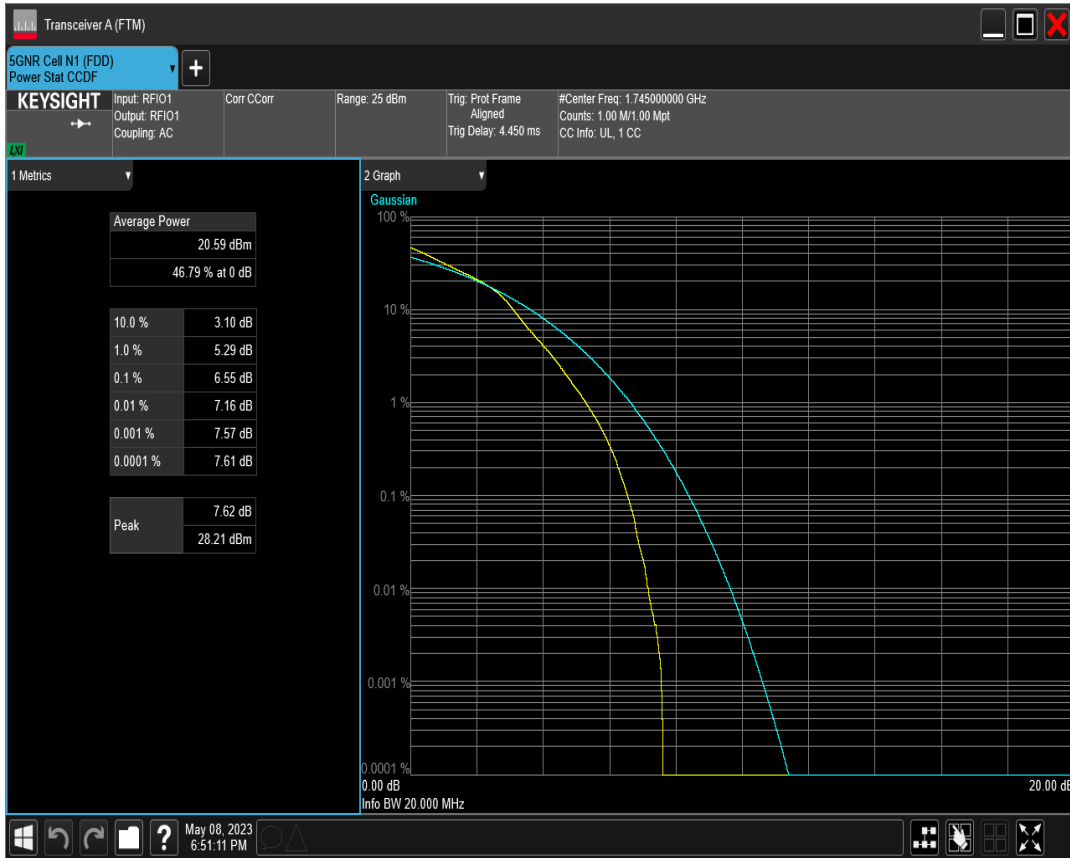 Transceiver A (FTM)
5GNR Cell N1 (FDD)
Power Stat CCDF
+
KEYSIGHT
LXI
Input: RFIO1
Output: RFIO1
Coupling: AC
Corr CCorr
Range: 25 dBm
Trig: Prot Frame
Aligned
Trig Delay: 4.450 ms
#Center Freq: 1.745000000 GHz
Counts: 1.00 M/1.00 Mpt
CC Info: UL, 1 CC
1 Metrics
Average Power
20.59 dBm
46.79 % at 0 dB
10.0 % 3.10 dB
1.0 % 5.29 dB
0.1 % 6.55 dB
0.01 % 7.16 dB
0.001 % 7.57 dB
0.0001 % 7.61 dB
Peak
7.62 dB
28.21 dBm
2 Graph
Gaussian
100 %
10 %
1 %
0.1 %
0.01 %
0.001 %
0.0001 %
0.00 dB
20.00 dB
Info BW 20.000 MHz
?
May 08, 2023
6:51:11 PM